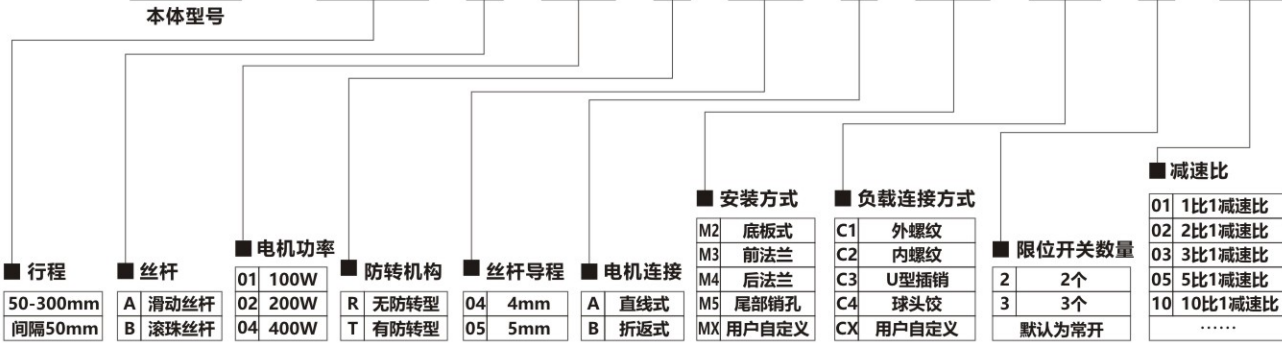 本体型号
■ 行程
50-300mm
间隔50mm
■ 丝杆
A 滑动丝杆
B 滚珠丝杆
■ 电机功率
01 100W
02 200W
04 400W
■ 防转机构
R 无防转型
T 有防转型
■ 丝杆导程
04 4mm
05 5mm
■ 电机连接
A 直线式
B 折返式
■ 安装方式
M2 底板式
M3 前法兰
M4 后法兰
M5 尾部销孔
MX 用户自定义
■ 负载连接方式
C1 外螺纹
C2 内螺纹
C3 U型插销
C4 球头饺
CX 用户自定义
■ 限位开关数量
2 2个
3 3个
默认为常开
■ 减速比
01 1比1减速比
02 2比1减速比
03 3比1减速比
05 5比1减速比
10 10比1减速比
······